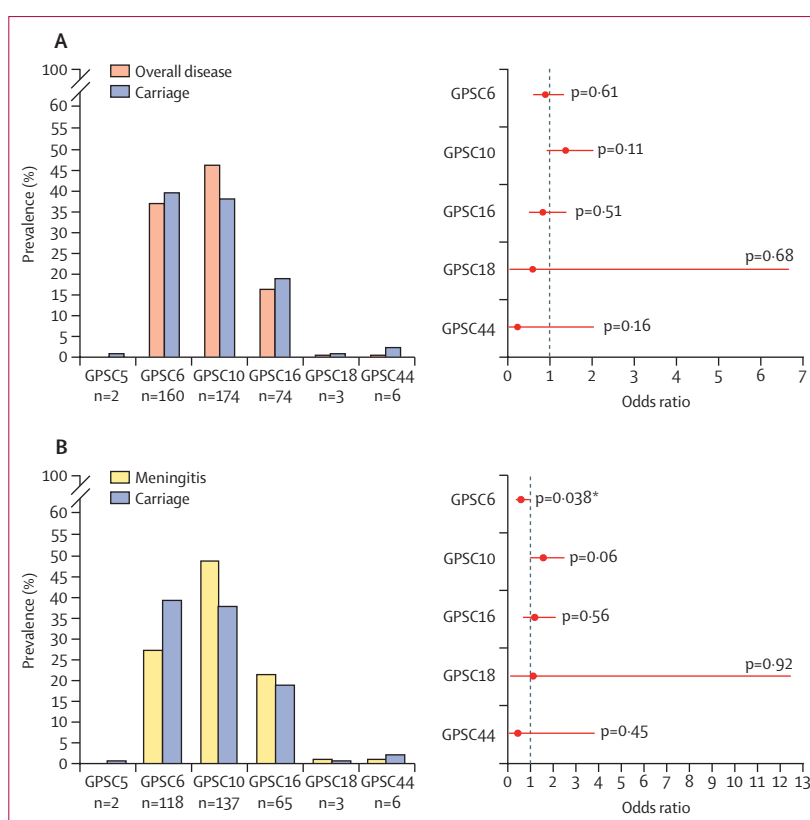 A
Overall disease
Carriage
Prevalence (%)
100
60
55
50
45
40
35
30
25
20
15
10
5
0
GPSC5 GPSC6 GPSC10 GPSC16 GPSC18 GPSC44
n=2 n=160 n=174 n=74 n=3 n=6
GPSC6 p=0·61
GPSC10 p=0·11
GPSC16 p=0·51
GPSC18 p=0·68
GPSC44 p=0·16
0 1 2 3 4 5 6 7
Odds ratio
B
Meningitis
Carriage
Prevalence (%)
100
60
55
50
45
40
35
30
25
20
15
10
5
0
GPSC5 GPSC6 GPSC10 GPSC16 GPSC18 GPSC44
n=2 n=118 n=137 n=65 n=3 n=6
GPSC6 p=0·038*
GPSC10 p=0·06
GPSC16 p=0·56
GPSC18 p=0·92
GPSC44 p=0·45
0 1 2 3 4 5 6 7 8 9 10 11 12 13
Odds ratio